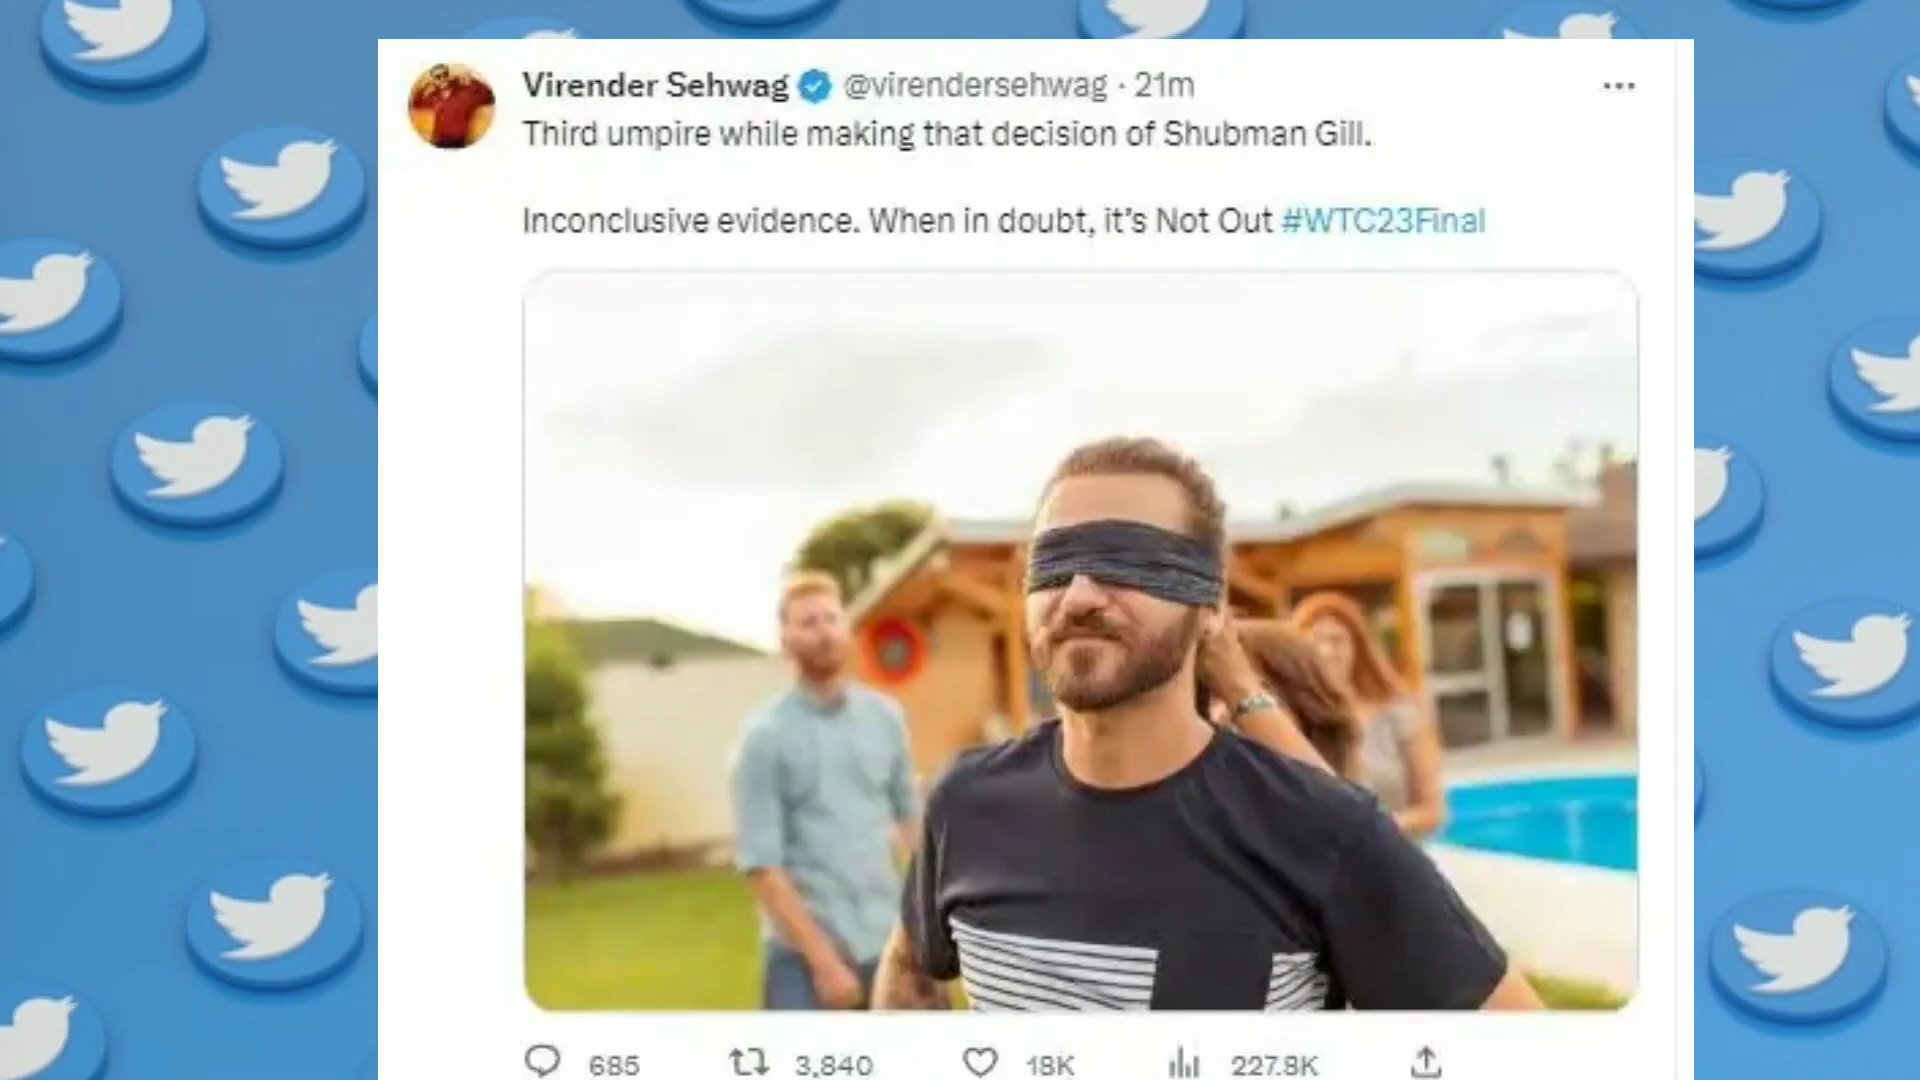 Virender Sehwag @virendersehwag · 21m
Third umpire while making that decision of Shubman Gill.
Inconclusive evidence. When in doubt, it's Not Out #WTC23Final
685 3,840 18K 227.8K